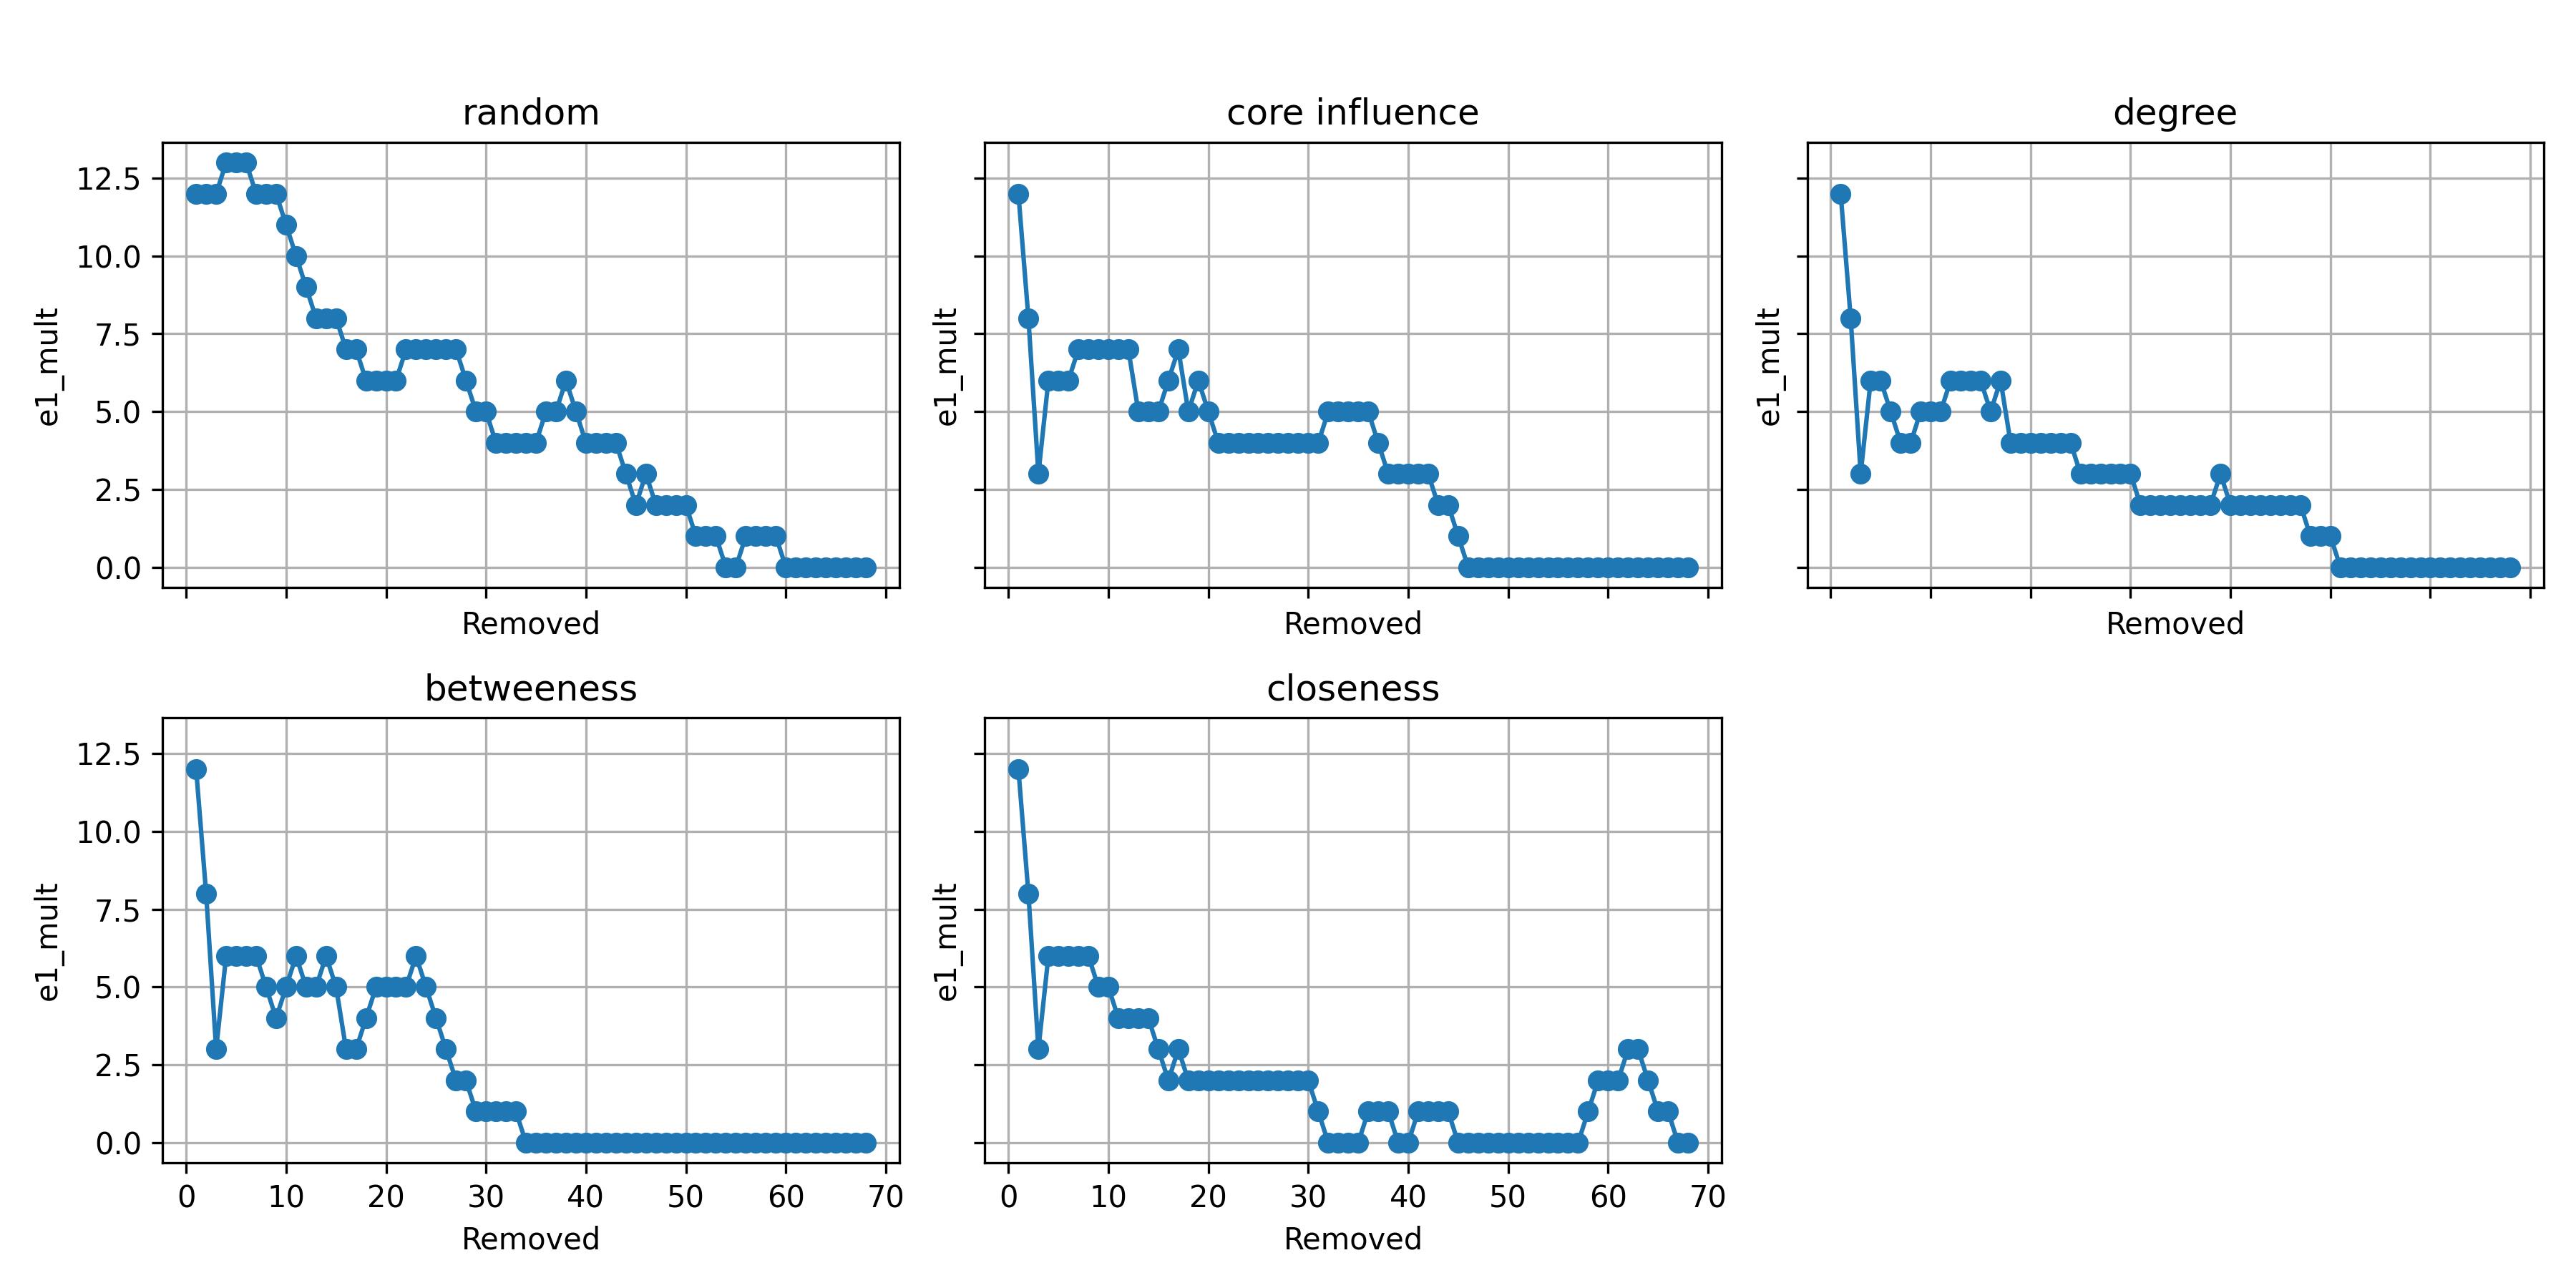 random
core influence
degree
12.5
10.0
7.5
5.0
2.5
0.0
e1_mult
e1_mult
e1_mult
Removed
Removed
Removed
betweeness
closeness
12.5
10.0
7.5
5.0
2.5
0.0
e1_mult
e1_mult
0 10 20 30 40 50 60 70
0 10 20 30 40 50 60 70
Removed
Removed